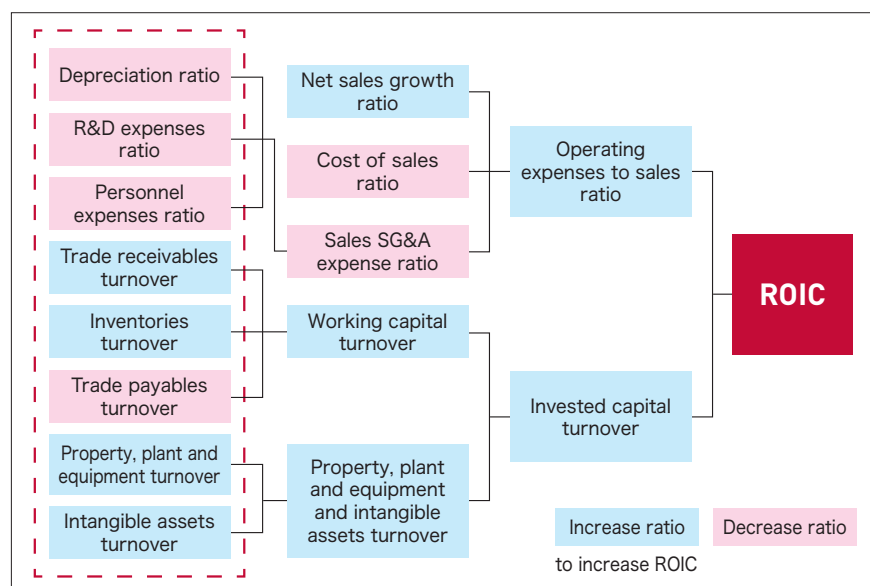 Depreciation ratio
R&D expenses
ratio
Personnel
expenses ratio
Trade receivables
turnover
Inventories
turnover
Trade payables
turnover
Property, plant and
equipment turnover
Intangible assets
turnover
Net sales growth
ratio
Cost of sales
ratio
Sales SG&A
expense ratio
Working capital
turnover
Property, plant
and equipment
and intangible
assets turnover
Operating
expenses to sales
ratio
Invested capital
turnover
ROIC
Increase ratio
Decrease ratio
to increase ROIC